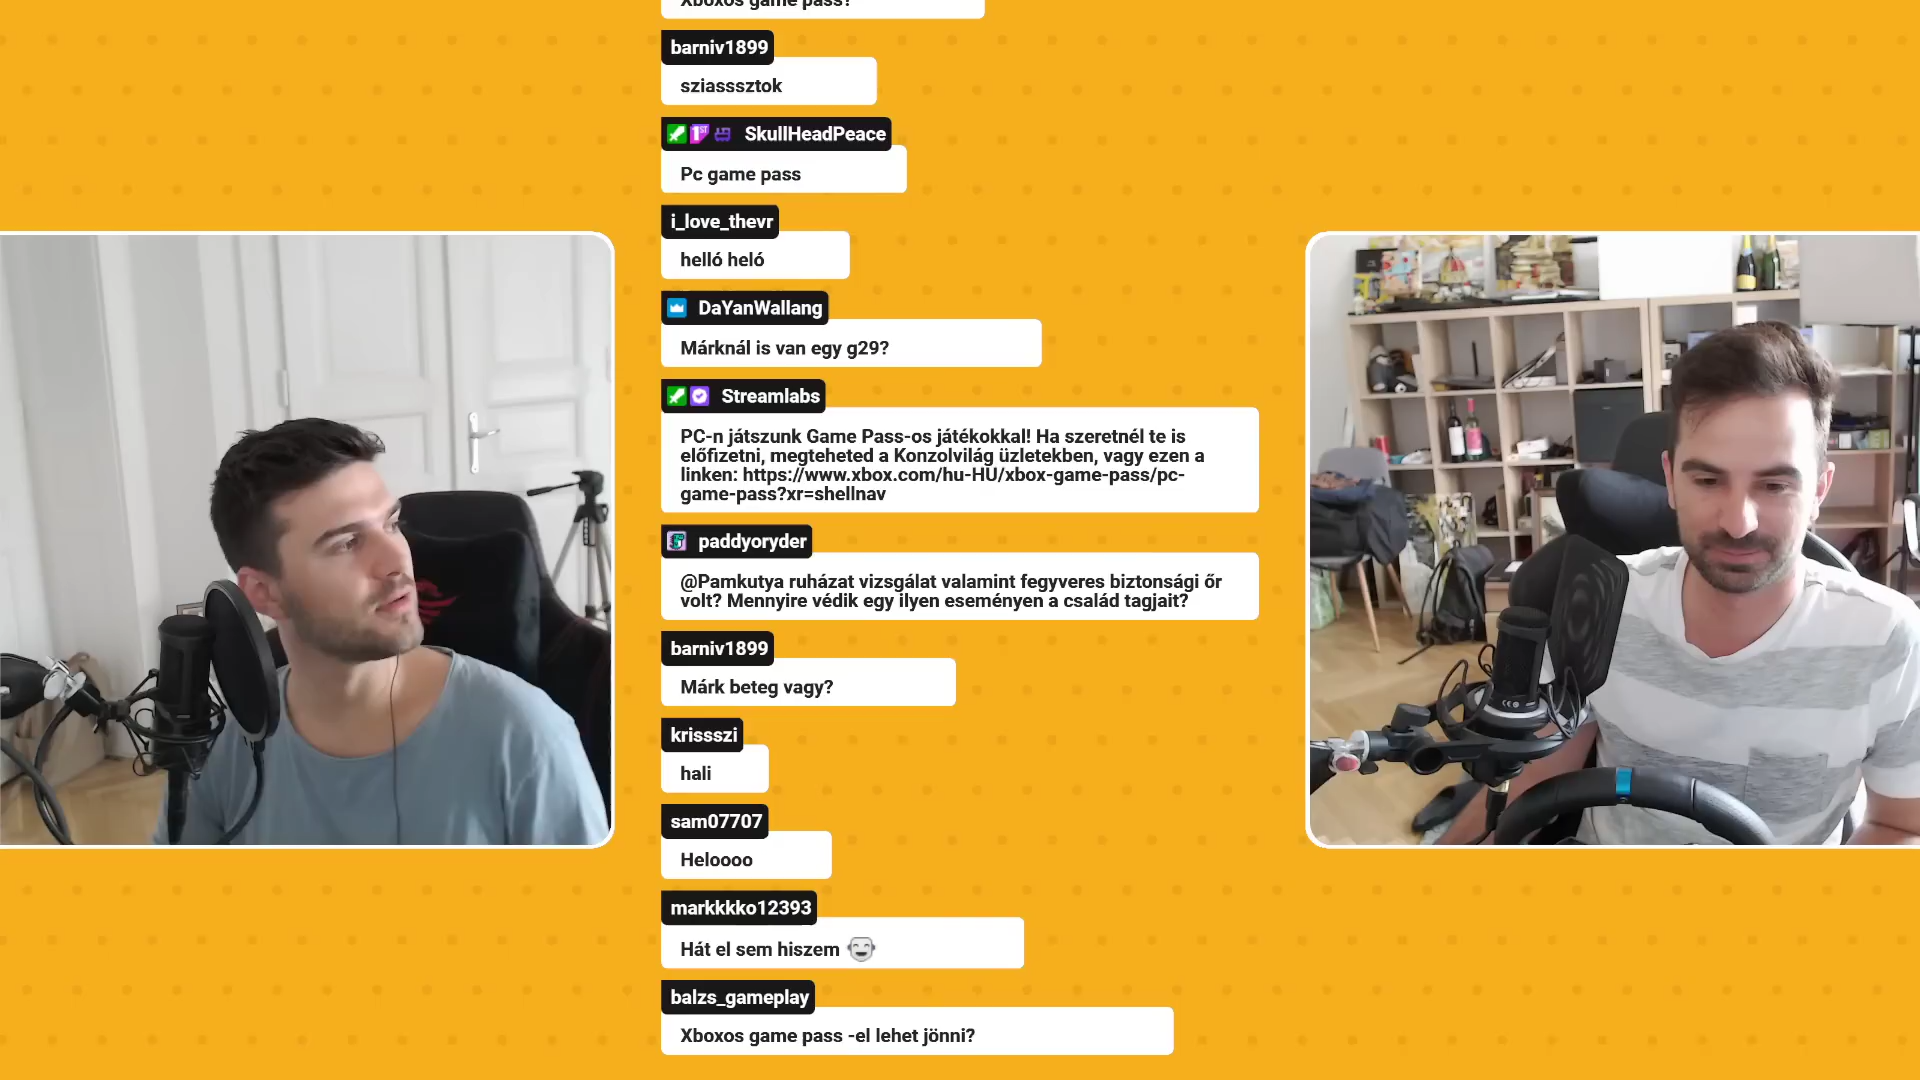 Xboxos game pass?
barniv1899
sziasssztok
SkullHeadPeace
Pc game pass
i_love_thevr
helló heló
DaYanWallang
Márknál is van egy g29?
Streamlabs
PC-n játszunk Game Pass-os játékokkal! Ha szeretnél te is
előfizetni, megteheted a Konzolvilág üzletekben, vagy ezen a
linken: https://www.xbox.com/hu-HU/xbox-game-pass/pc-
game-pass?xr=shellnav
paddyoryder
@Pamkutya ruházat vizsgálat valamint fegyveres biztonsági őr
volt? Mennyire védik egy ilyen eseményen a család tagjait?
barniv1899
Márk beteg vagy?
krissszi
hali
sam07707
Heloooo
markkkko12393
Hát el sem hiszem
balzs_gameplay
Xboxos game pass -el lehet jönni?